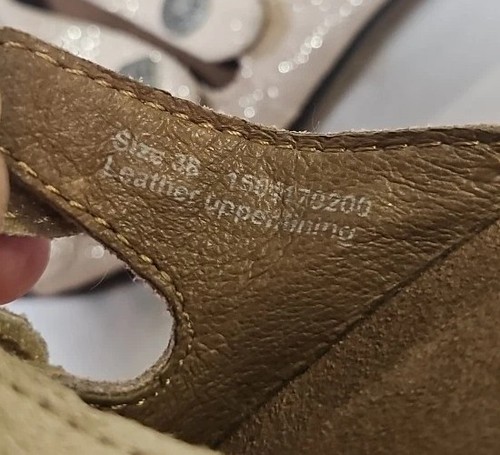 Size 38
Leather upper/lining